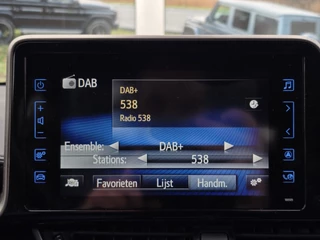 DAB
DAB+
538
Radio 538
Ensemble: DAB+
Stations: 538
Favorieten Lijst Handm.